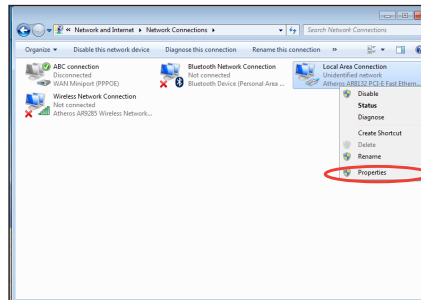 « Network and Internet ▸ Network Connections ▸
Search Network Connections
Organize ▾ Disable this network device Diagnose this connection Rename this connection »
ABC connection
Disconnected
WAN Miniport (PPPOE)
Bluetooth Network Connection
Not connected
Bluetooth Device (Personal Area ...
Local Area Connection
Unidentified network
Atheros AR8132 PCI-E Fast Ethern...
Wireless Network Connection
Not connected
Atheros AR9285 Wireless Network...
Disable
Status
Diagnose
Create Shortcut
Delete
Rename
Properties